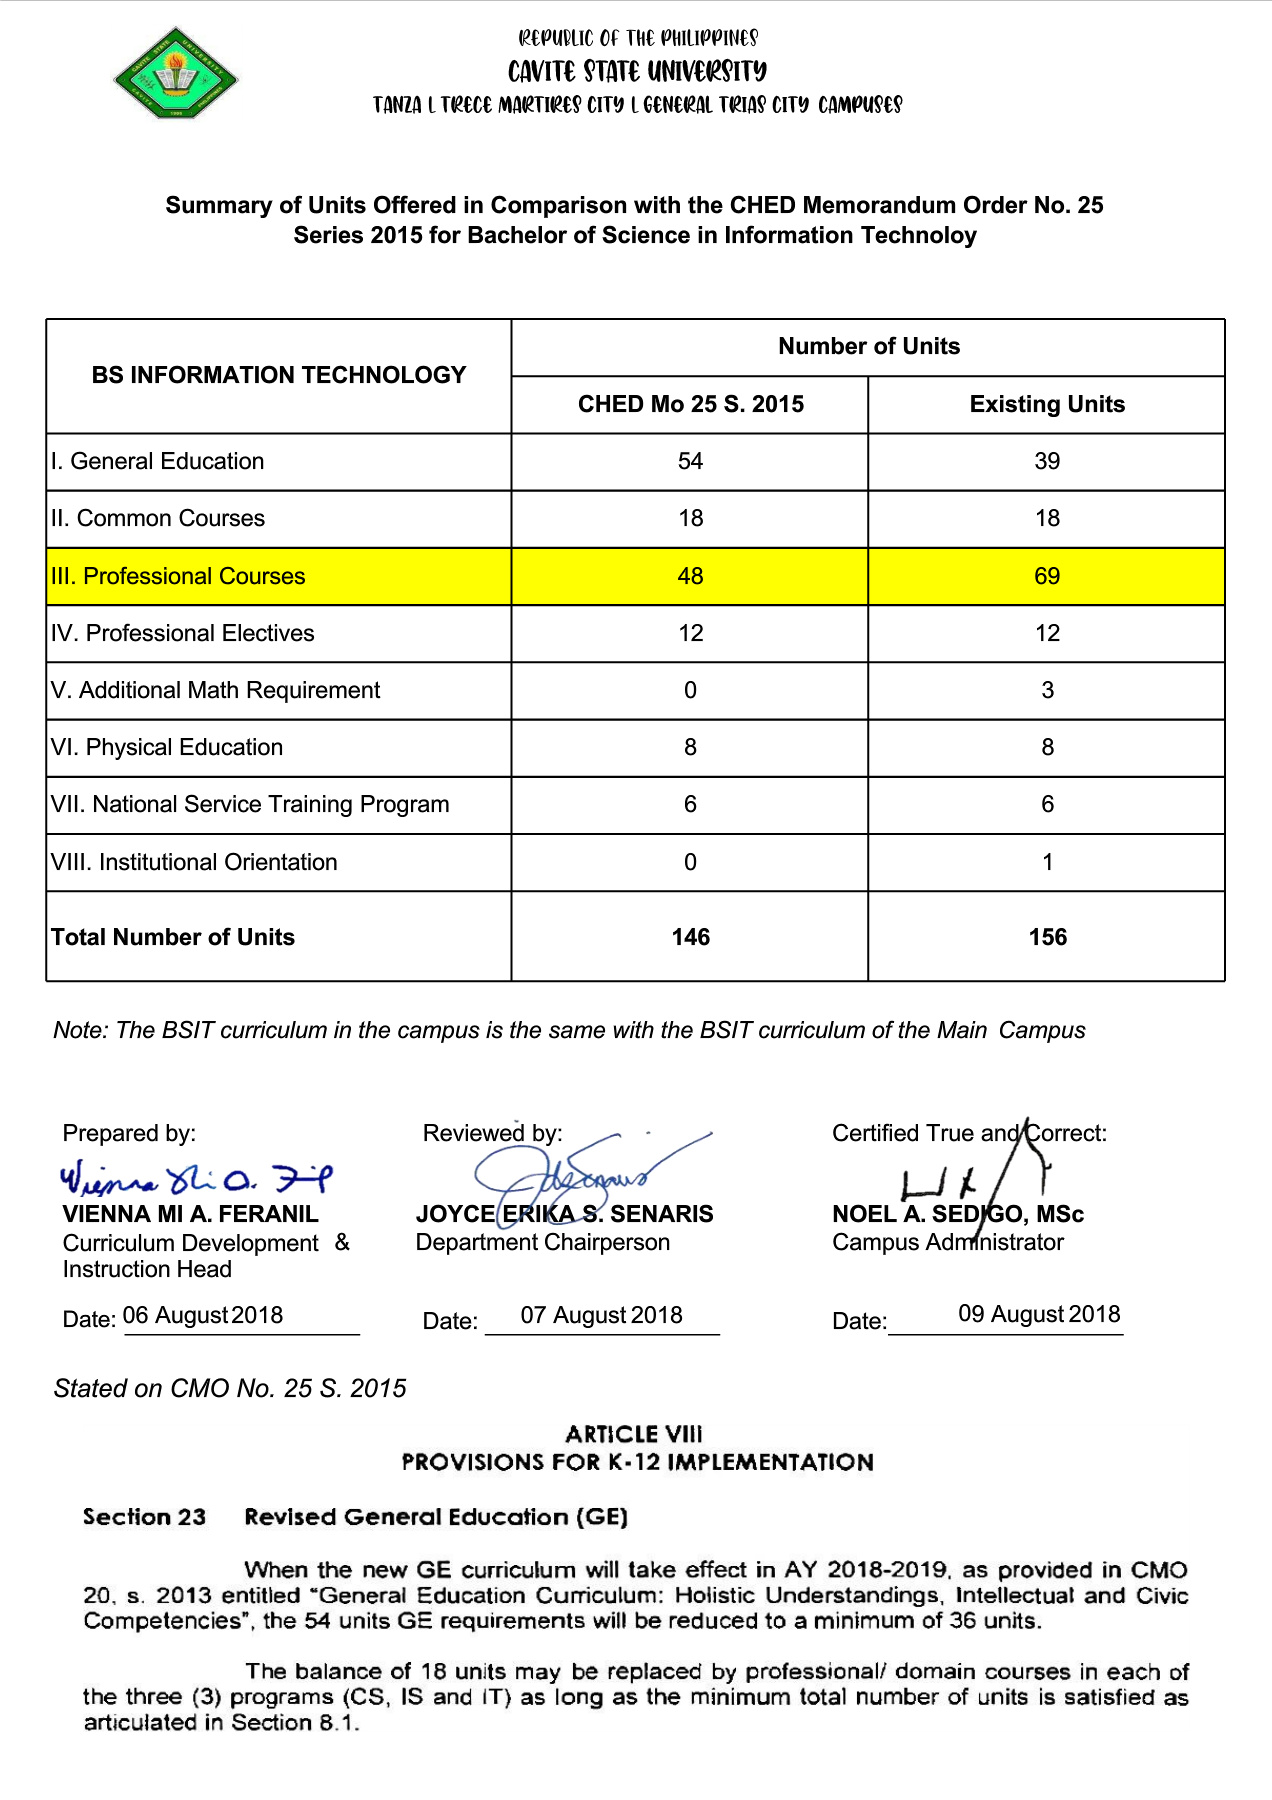 REPUBLIC OF THE PHILIPPINES
CAVITE STATE UNIVERSITY
TANZA L TRECE MARTIRES CITY L GENERAL TRIAS CITY CAMPUSES
CAVITE STATE UNIVERSITY
CAVITE
PHILIPPINES
1906
Summary of Units Offered in Comparison with the CHED Memorandum Order No. 25
Series 2015 for Bachelor of Science in Information Technoloy
BS INFORMATION TECHNOLOGY
Number of Units
CHED Mo 25 S. 2015 Existing Units
I. General Education 54 39
II. Common Courses 18 18
III. Professional Courses 48 69
IV. Professional Electives 12 12
V. Additional Math Requirement 0 3
VI. Physical Education 8 8
VII. National Service Training Program 6 6
VIII. Institutional Orientation 0 1
Total Number of Units 146 156
Note: The BSIT curriculum in the campus is the same with the BSIT curriculum of the Main Campus
Prepared by: Reviewed by: Certified True and Correct:
VIENNA MI A. FERANIL JOYCE ERIKA S. SENARIS NOEL A. SEDIGO, MSc
Curriculum Development & Department Chairperson Campus Administrator
Instruction Head
Date: 06 August 2018 Date: 07 August 2018 Date: 09 August 2018
Stated on CMO No. 25 S. 2015
ARTICLE VIII
PROVISIONS FOR K-12 IMPLEMENTATION
Section 23 Revised General Education (GE)
When the new GE curriculum will take effect in AY 2018-2019, as provided in CMO
20, s. 2013 entitled "General Education Curriculum: Holistic Understandings, Intellectual and Civic
Competencies", the 54 units GE requirements will be reduced to a minimum of 36 units.
The balance of 18 units may be replaced by professional/ domain courses in each of
the three (3) programs (CS, IS and IT) as long as the minimum total number of units is satisfied as
articulated in Section 8.1.